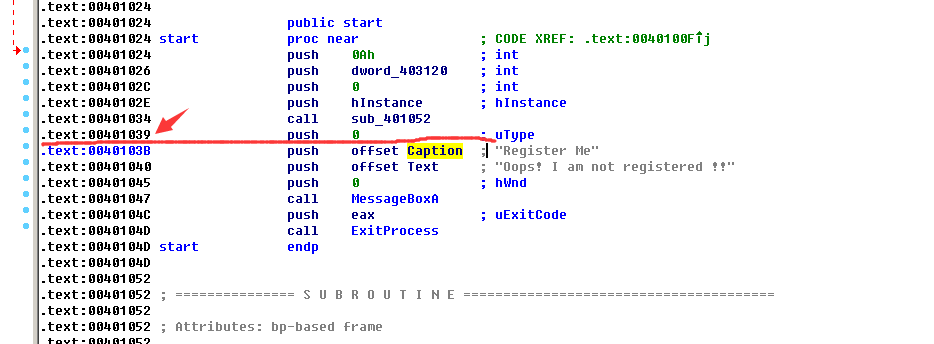 .text:00401024
.text:00401024 public start
.text:00401024 start proc near ; CODE XREF: .text:0040100F↑j
.text:00401024 push 0Ah ; int
.text:00401026 push dword_403120 ; int
.text:0040102C push 0 ; int
.text:0040102E push hInstance ; hInstance
.text:00401034 call sub_401052
.text:00401039 push 0 ; uType
.text:0040103B push offset Caption ; "Register Me"
.text:00401040 push offset Text ; "Oops! I am not registered !!"
.text:00401045 push 0 ; hWnd
.text:00401047 call MessageBoxA
.text:0040104C push eax ; uExitCode
.text:0040104D call ExitProcess
.text:0040104D start endp
.text:0040104D
.text:00401052
.text:00401052 ; =============== S U B R O U T I N E =======================================
.text:00401052
.text:00401052 ; Attributes: bp-based frame
.text:00401052